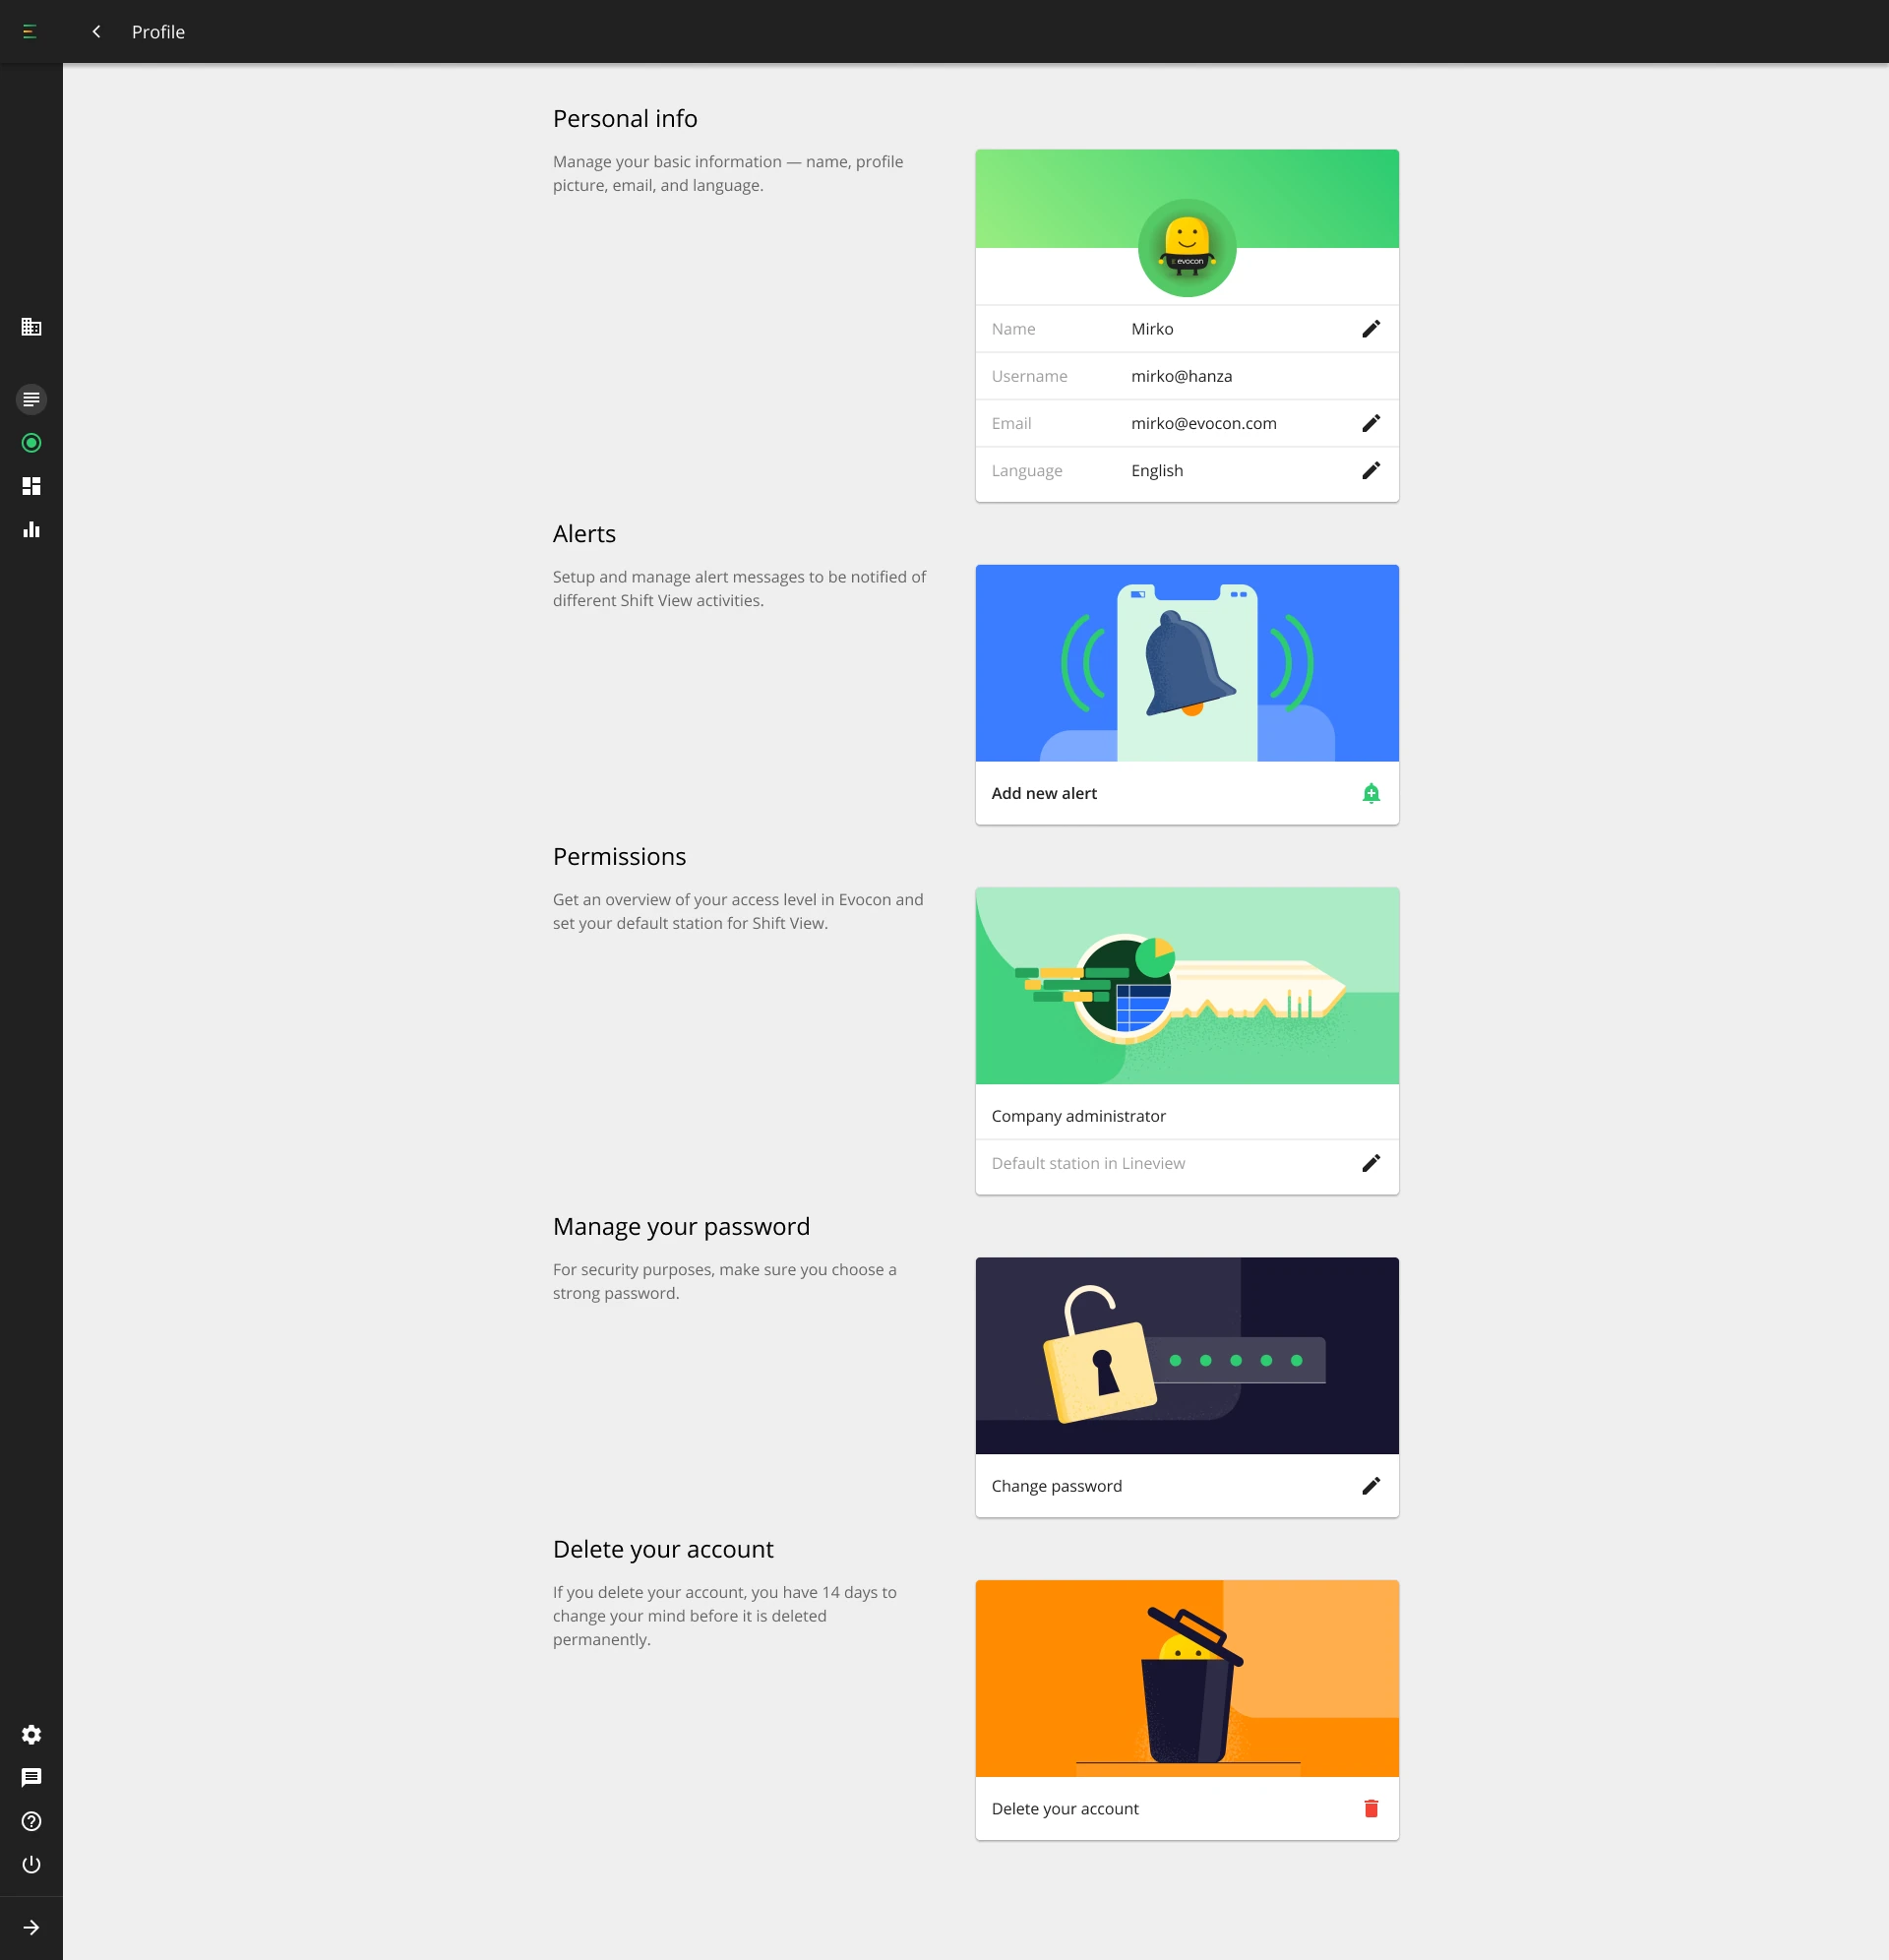 Profile
Personal info
Manage your basic information — name, profile
picture, email, and language.
evocon
Name Mirko
Username mirko@hanza
Email mirko@evocon.com
Language English
Alerts
Setup and manage alert messages to be notified of
different Shift View activities.
Add new alert
Permissions
Get an overview of your access level in Evocon and
set your default station for Shift View.
Company administrator
Default station in Lineview
Manage your password
For security purposes, make sure you choose a
strong password.
Change password
Delete your account
If you delete your account, you have 14 days to
change your mind before it is deleted
permanently.
Delete your account